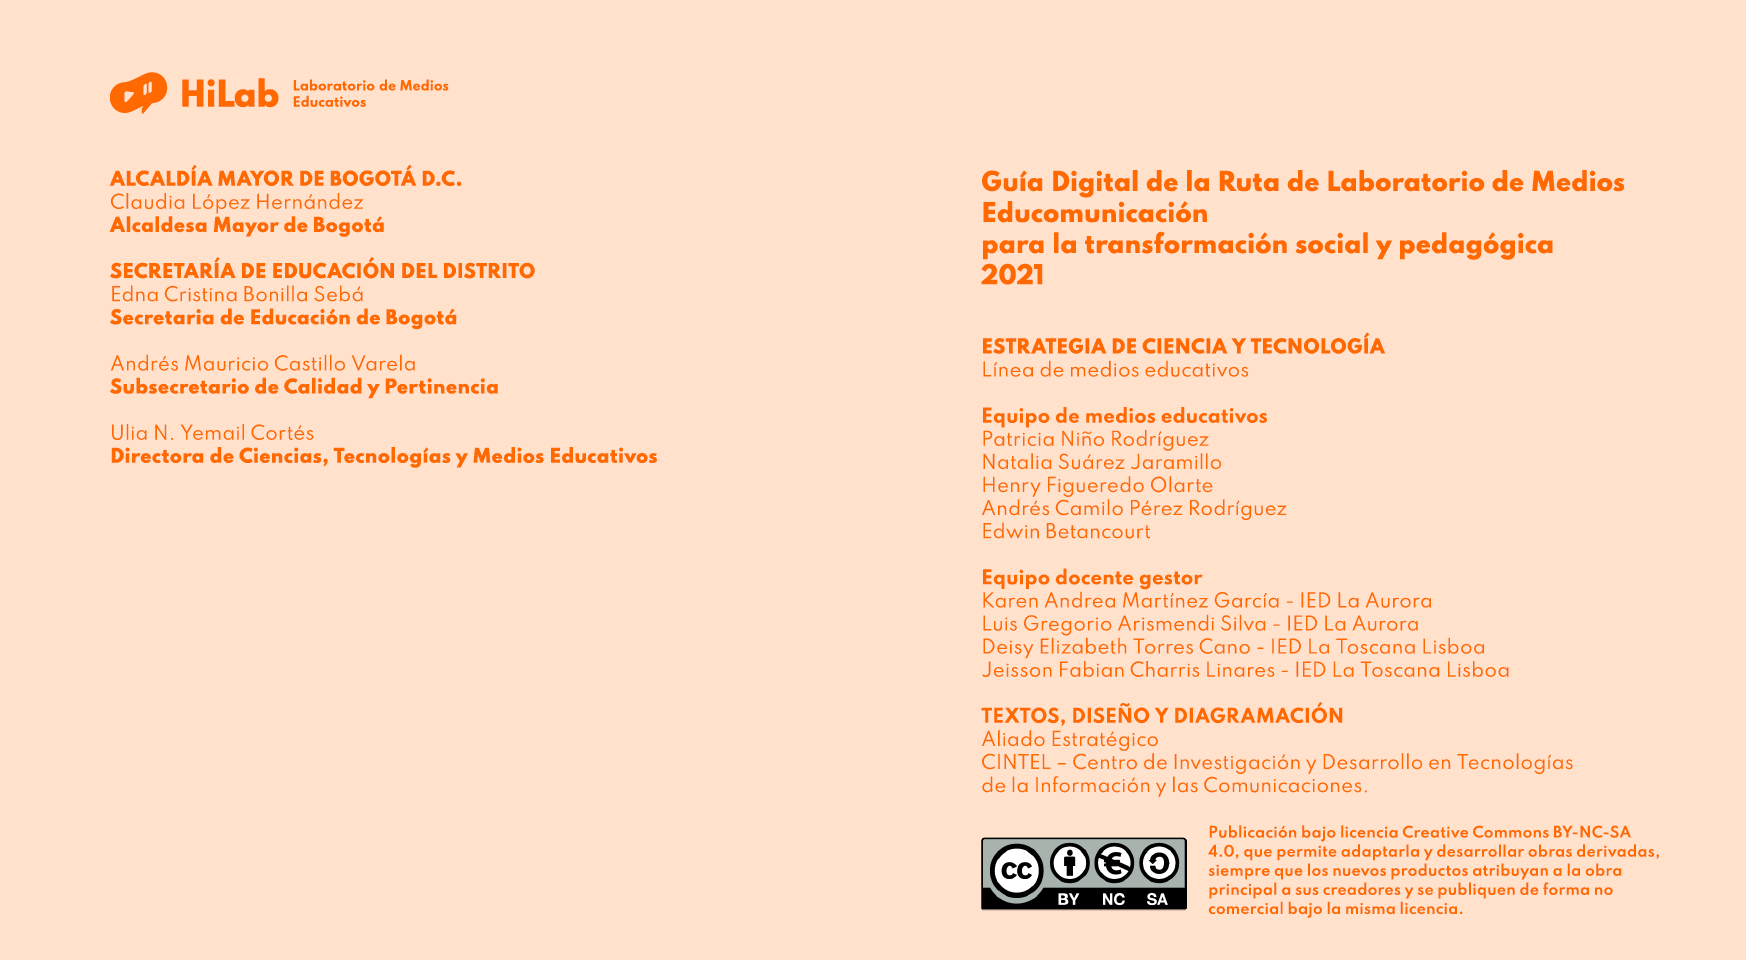 HiLab
Laboratorio de Medios
Educativos
ALCALDÍA MAYOR DE BOGOTÁ D.C.
Claudia López Hernández
Alcaldesa Mayor de Bogotá
SECRETARÍA DE EDUCACIÓN DEL DISTRITO
Edna Cristina Bonilla Sebá
Secretaria de Educación de Bogotá
Andrés Mauricio Castillo Varela
Subsecretario de Calidad y Pertinencia
Ulia N. Yemail Cortés
Directora de Ciencias, Tecnologías y Medios Educativos
Guía Digital de la Ruta de Laboratorio de Medios
Educomunicación
para la transformación social y pedagógica
2021
ESTRATEGIA DE CIENCIA Y TECNOLOGÍA
Línea de medios educativos
Equipo de medios educativos
Patricia Niño Rodríguez
Natalia Suárez Jaramillo
Henry Figueredo Olarte
Andrés Camilo Pérez Rodríguez
Edwin Betancourt
Equipo docente gestor
Karen Andrea Martínez García - IED La Aurora
Luis Gregorio Arismendi Silva - IED La Aurora
Deisy Elizabeth Torres Cano - IED La Toscana Lisboa
Jeisson Fabian Charris Linares - IED La Toscana Lisboa
TEXTOS, DISEÑO Y DIAGRAMACIÓN
Aliado Estratégico
CINTEL – Centro de Investigación y Desarrollo en Tecnologías
de la Información y las Comunicaciones.
cc
BY NC SA
Publicación bajo licencia Creative Commons BY-NC-SA
4.0, que permite adaptarla y desarrollar obras derivadas,
siempre que los nuevos productos atribuyan a la obra
principal a sus creadores y se publiquen de forma no
comercial bajo la misma licencia.